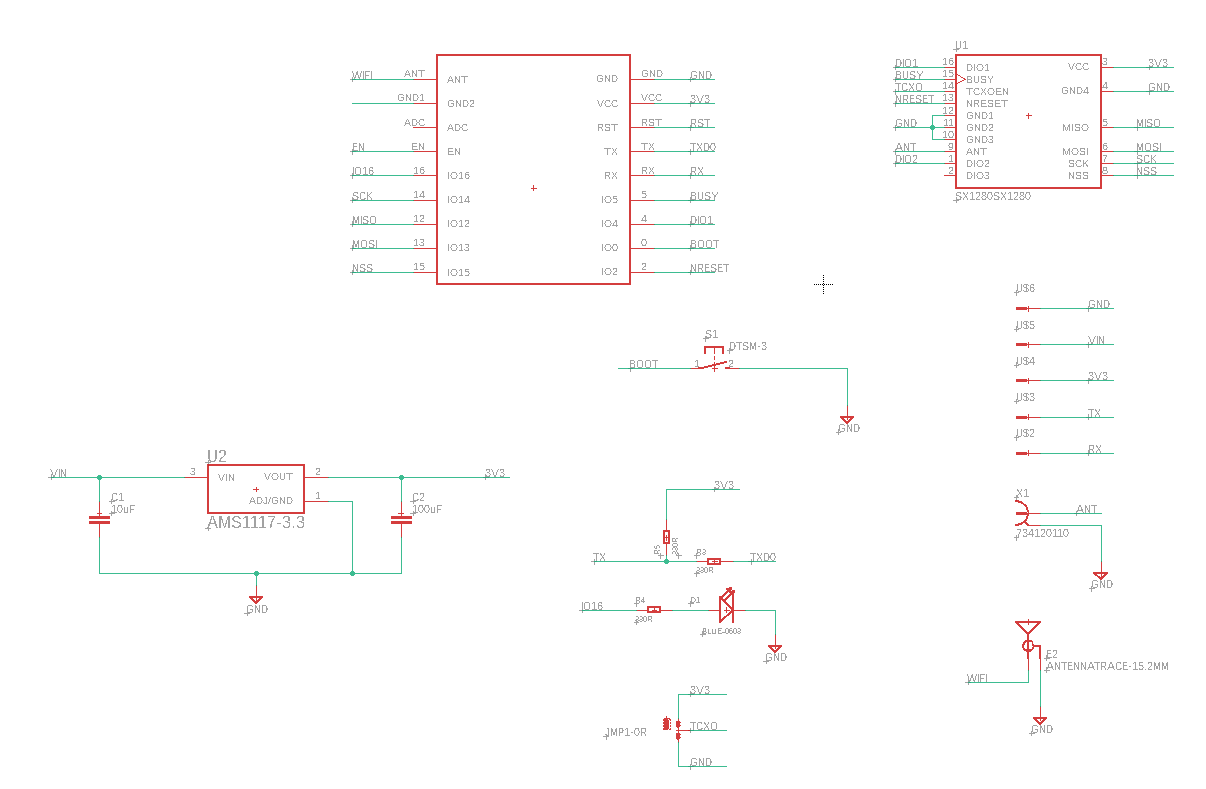 WIFI ANT ANT GND GND GND
GND1 GND2 VCC VCC 3V3
ADC ADC RST RST RST
EN EN EN TX TX TXD0
IO16 16 IO16 RX RX RX
SCK 14 IO14 IO5 5 BUSY
MISO 12 IO12 IO4 4 DIO1
MOSI 13 IO13 IO0 0 BOOT
NSS 15 IO15 IO2 2 NRESET
U1
DIO1 16 DIO1 VCC 3 3V3
BUSY 15 BUSY
TCXO 14 TCXOEN GND4 4 GND
NRESET 13 NRESET
12 GND1
GND 11 GND2 MISO 5 MISO
10 GND3
ANT 9 ANT MOSI 6 MOSI
DIO2 1 DIO2 SCK 7 SCK
2 DIO3 NSS 8 NSS
SX1280SX1280
S1
DTSM-3
BOOT 1 2
GND
U$6
GND
U$5
VIN
U$4
3V3
U$3
TX
U$2
RX
U2
VIN 3 VIN VOUT 2 3V3
ADJ/GND 1
AMS1117-3.3
C1
10uF
C2
100uF
GND
3V3
R5
330R
TX R3 TXD0
330R
IO16 R4 D1
330R
BLUE-0603
GND
3V3
JMP1-0R TCXO
GND
X1
ANT
734120110
GND
E2
ANTENNATRACE-15.2MM
WIFI
GND